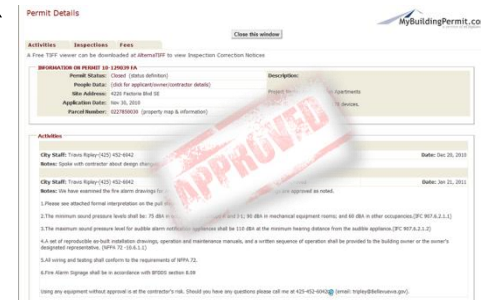 Permit Details
MyBuildingPermit.co
Close this window
Activities Inspections Fees
A Free TIFF viewer can be downloaded at AlternaTIFF to view Inspection Correction Notices
INFORMATION ON PERMIT 10-129039 FA
Permit Status: Closed (status definition)
Description:
People Data: (click for applicant/owner/contractor details)
Site Address: 4220 Factoria Blvd SE
Apartments
Application Date: Nov 30, 2010
devices.
Parcel Number: 0227850030 (property map & information)
APPROVED
Activities
City Staff: Travis Ripley-(425) 452-6042 Date: Dec 20, 2010
Notes: Spoke with contractor about design changes
City Staff: Travis Ripley-(425) 452-6042 Date: Jan 21, 2011
Notes: We have examined the fire alarm drawings for are approved as noted.
1.Please see attached formal interpretation on the pull
2.The minimum sound pressure levels shall be: 75 dBA in and I-1; 90 dBA in mechanical equipment rooms; and 60 dBA in other occupancies.[IFC 907.6.2.1.1]
3.The maximum sound pressure level for audible alarm notification appliances shall be 110 dBA at the minimum hearing distance from the audible appliance.[IFC 907.6.2.1.2]
4.A set of reproducible as-built installation drawings, operation and maintenance manuals, and a written sequence of operation shall be provided to the building owner or the owner's
designated representative. (NFPA 72 -10.6.1.1)
5.All wiring and testing shall conform to the requirements of NFPA 72.
6.Fire Alarm Signage shall be in accordance with BFDDS section 8.09
Using any equipment without approval is at the contractor's risk. Should you have any questions please call me at 425-452-6042 (email: tripley@bellevuewa.gov).